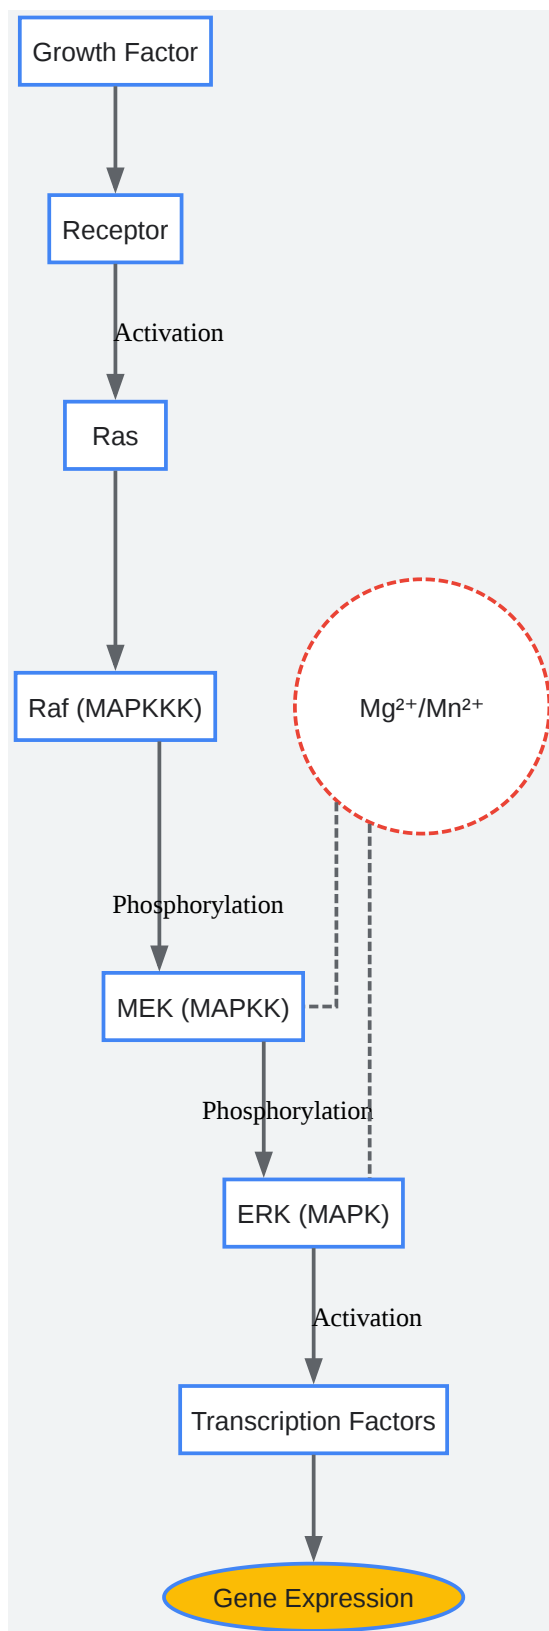 Growth Factor
Receptor
Activation
Ras
Raf (MAPKKK)
Mg²⁺/Mn²⁺
Phosphorylation
MEK (MAPKK)
Phosphorylation
ERK (MAPK)
Activation
Transcription Factors
Gene Expression